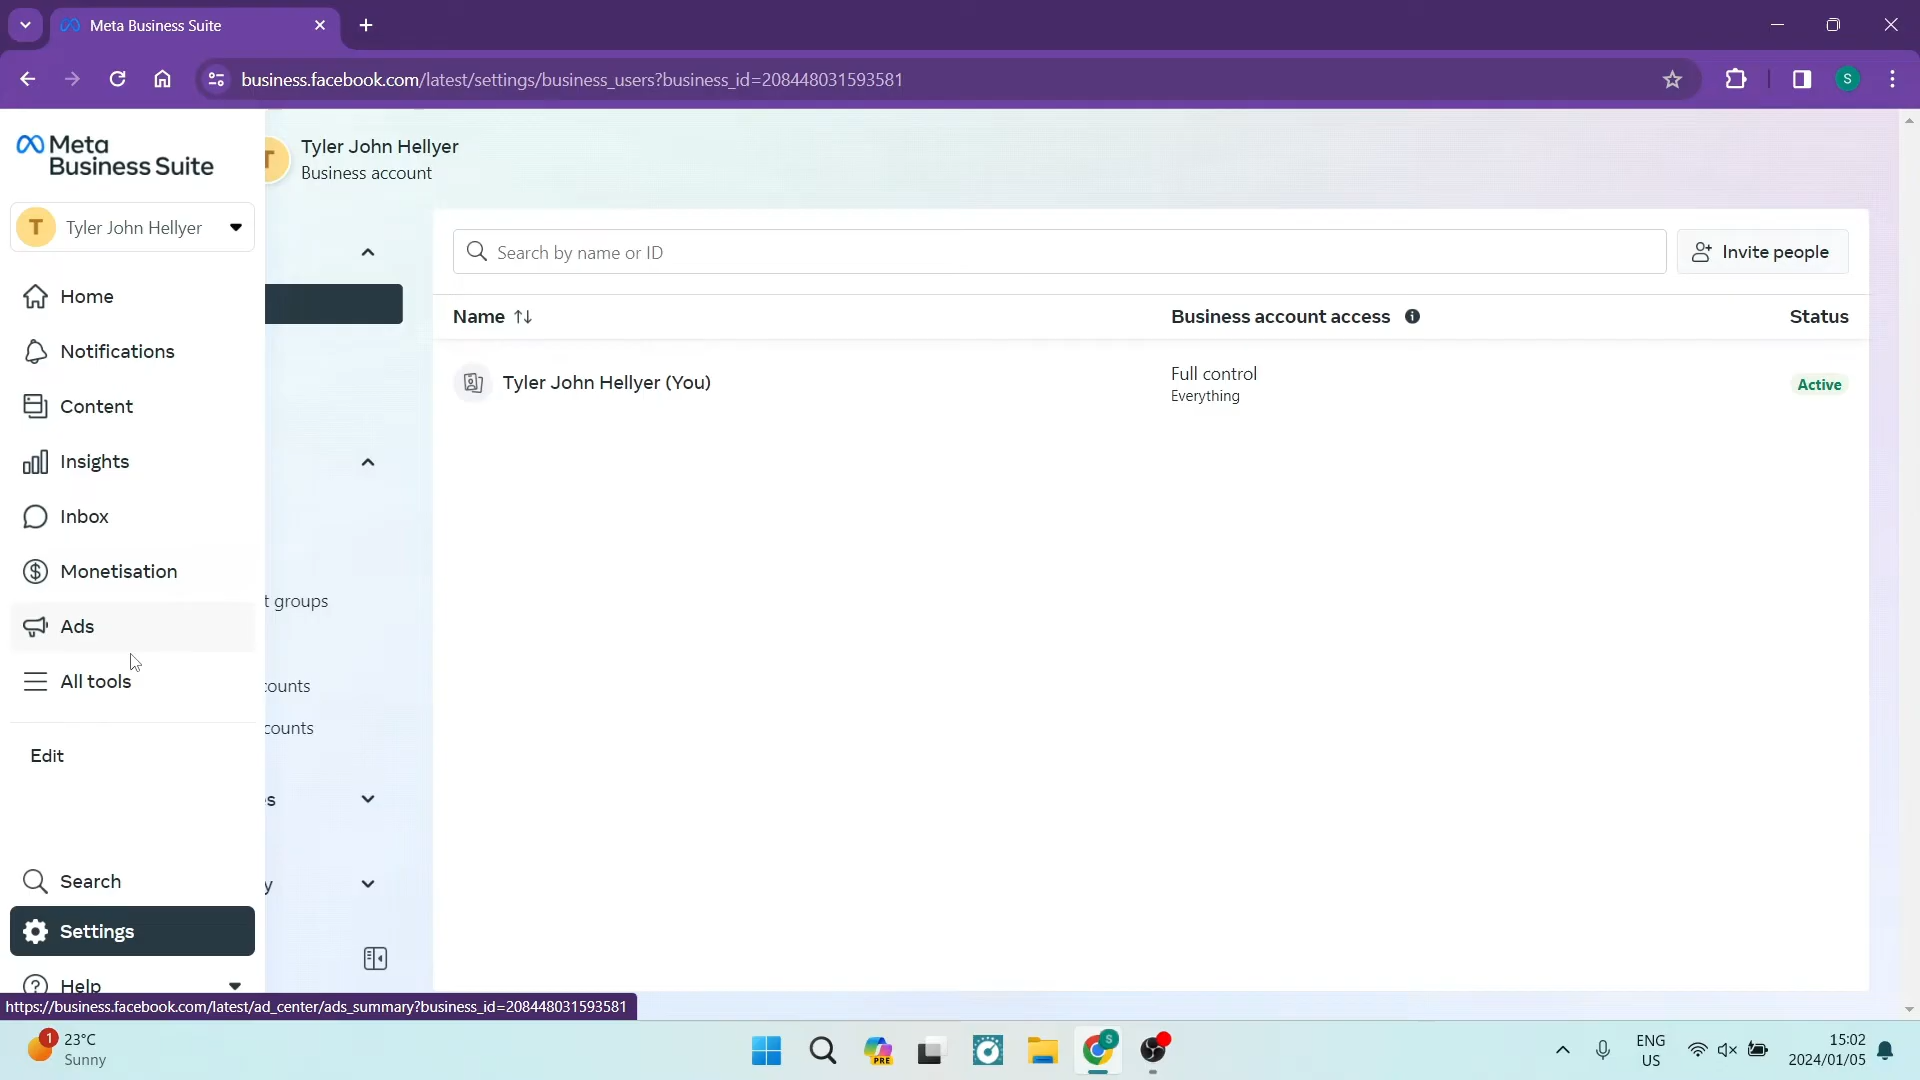 Meta Business Suite
business.facebook.com/latest/settings/business_users?business_id=208448031593581
S
Meta
Business Suite
T
Tyler John Hellyer
Business account
T
Tyler John Hellyer
Search by name or ID
Invite people
Home
Name
Business account access
Status
Notifications
Tyler John Hellyer (You)
Full control
Everything
Active
Content
Insights
Inbox
Monetisation
t groups
Ads
All tools
counts
counts
Edit
s
Search
y
Settings
Help
https://business.facebook.com/latest/ad_center/ads_summary?business_id=208448031593581
1
23°C
Sunny
PRE
S
ENG
US
15:02
2024/01/05